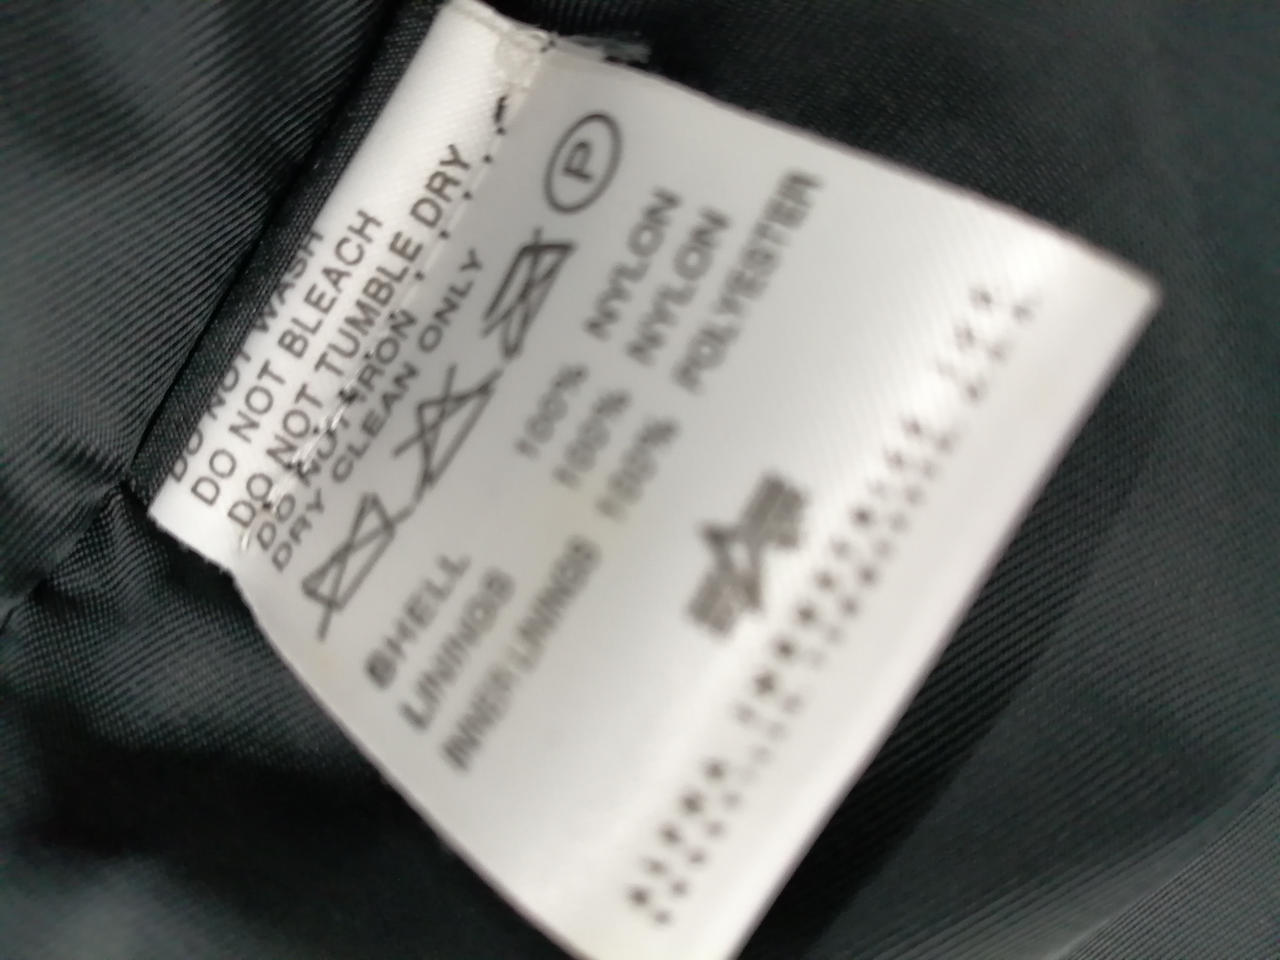 DO NOT WASH
DO NOT BLEACH
DO NOT TUMBLE DRY
DO NOT IRON
DRY CLEAN ONLY
P
SHELL 100% NYLON
LININGS 100% NYLON
INNER LININGS 100% POLYESTER